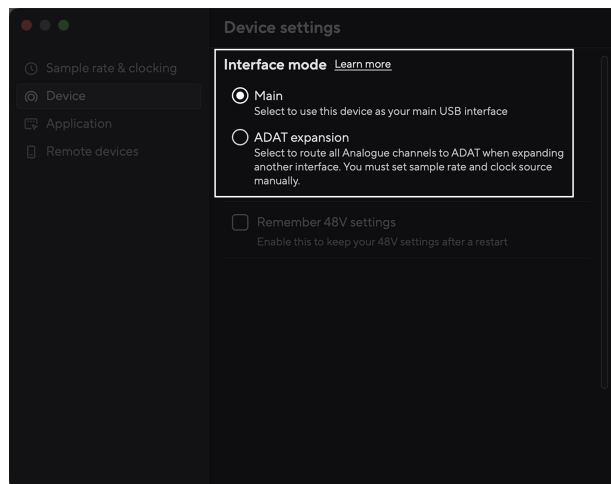 Device settings
Sample rate & clocking
Device
Application
Remote devices
Interface mode Learn more
Main
Select to use this device as your main USB interface
ADAT expansion
Select to route all Analogue channels to ADAT when expanding
another interface. You must set sample rate and clock source
manually.
Remember 48V settings
Enable this to keep your 48V settings after a restart